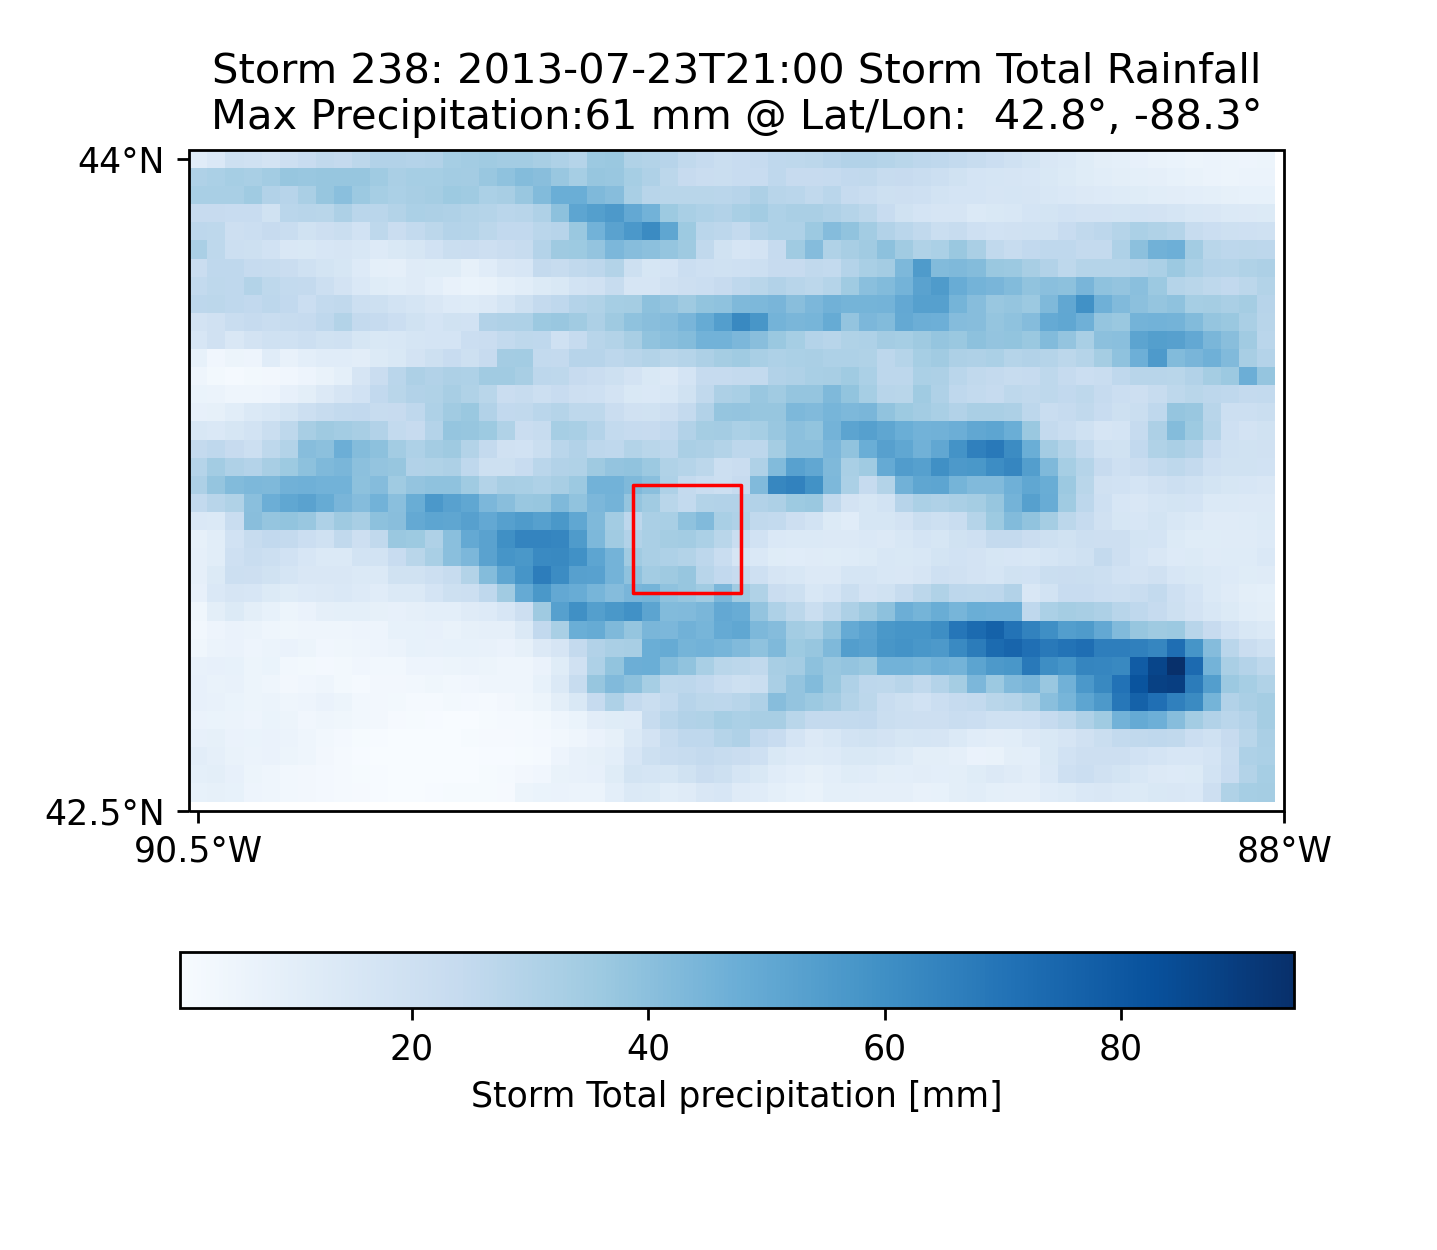 Storm 238: 2013-07-23T21:00 Storm Total Rainfall
Max Precipitation:61 mm @ Lat/Lon:  42.8°, -88.3°
44°N
42.5°N
90.5°W 88°W
20 40 60 80
Storm Total precipitation [mm]